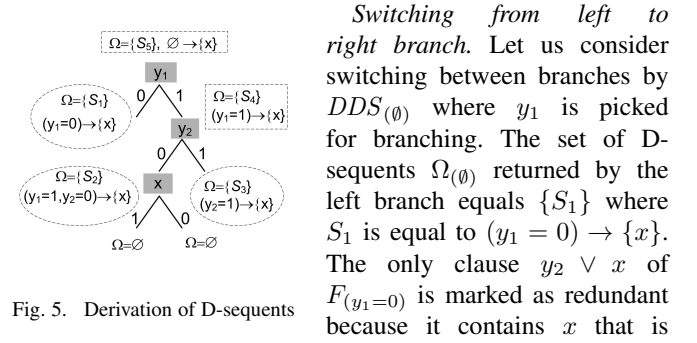 Ω={S₅}, ∅→{x}
y₁
0 1
Ω={S₁}
(y₁=0)→{x}
Ω={S₄}
(y₁=1)→{x}
y₂
0 1
Ω={S₂}
(y₁=1,y₂=0)→{x}
x
Ω={S₃}
(y₂=1)→{x}
1 0
Ω=∅ Ω=∅
Fig. 5. Derivation of D-sequents
Switching from left to
right branch. Let us consider
switching between branches by
DDS₍∅₎ where y₁ is picked
for branching. The set of D-
sequents Ω₍∅₎ returned by the
left branch equals {S₁} where
S₁ is equal to (y₁ = 0) → {x}.
The only clause y₂ ∨ x of
F₍y₁=0₎ is marked as redundant
because it contains x that is